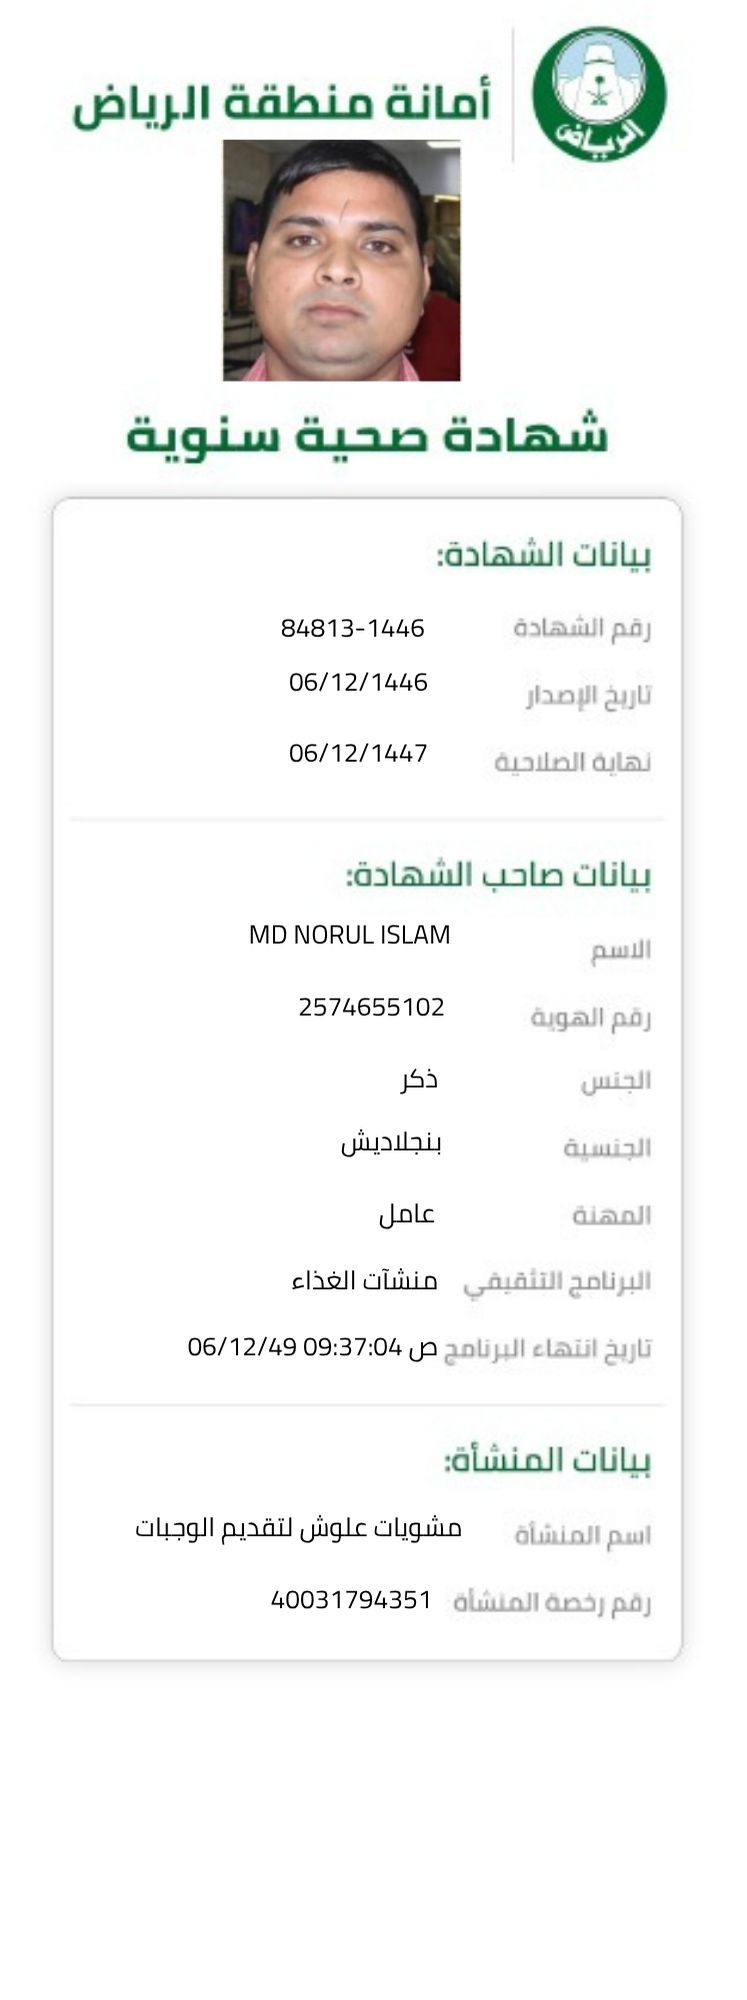 أمانة منطقة الرياض
الرياض
شهادة صحية سنوية
بيانات الشهادة:
رقم الشهادة 84813-1446
تاريخ الإصدار 06/12/1446
نهاية الصلاحية 06/12/1447
بيانات صاحب الشهادة:
الاسم MD NORUL ISLAM
رقم الهوية 2574655102
الجنس ذكر
الجنسية بنجلاديش
المهنة عامل
البرنامج التثقيفي منشآت الغذاء
تاريخ انتهاء البرنامج ص 09:37:04 06/12/49
بيانات المنشأة:
اسم المنشأة مشويات علوش لتقديم الوجبات
رقم رخصة المنشأة 40031794351